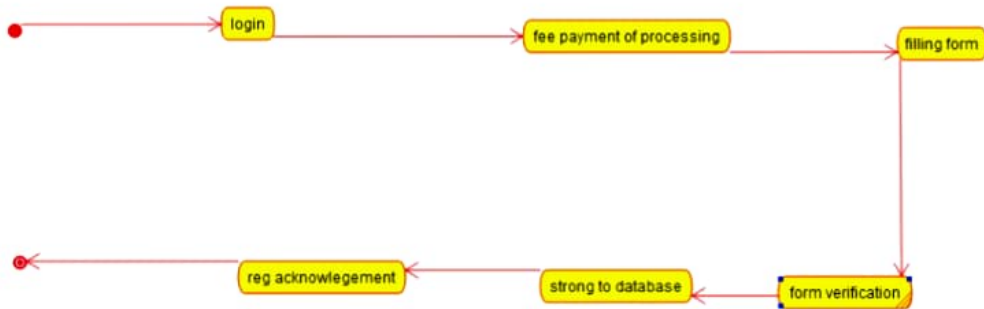 login
fee payment of processing
filling form
form verification
strong to database
reg acknowlegement